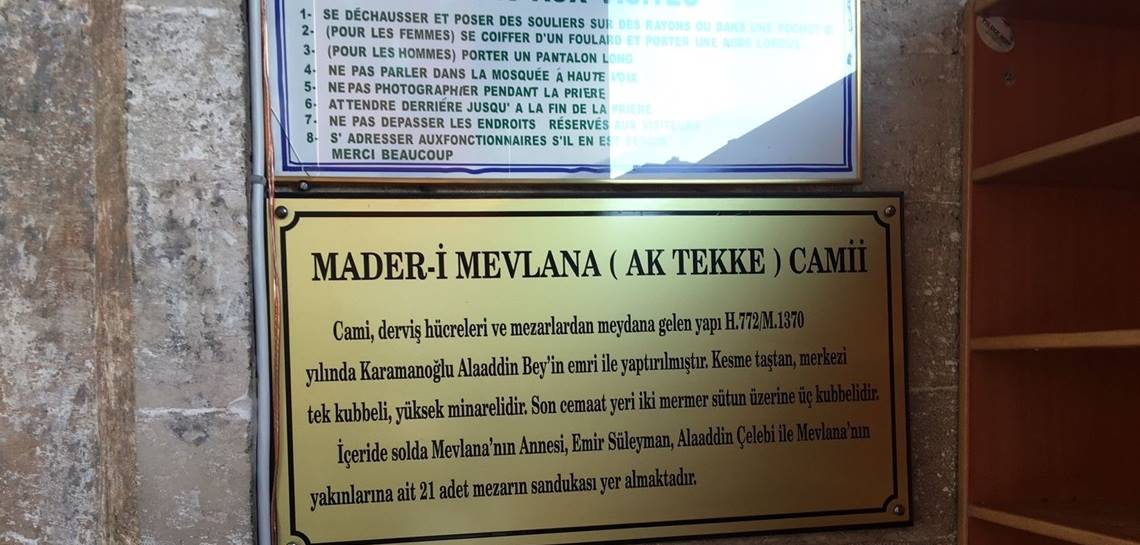 AUX VISITES
1- SE DÉCHAUSSER ET POSER DES SOULIERS SUR DES RAYONS OU DANS UNE
2- (POUR LES FEMMES) SE COIFFER D'UN FOULARD ET PORTER UNE
3- (POUR LES HOMMES) PORTER UN PANTALON LONG
4- NE PAS PARLER DANS LA MOSQUÉE Á HAUTE VOIX
5- NE PAS PHOTOGRAPHIER PENDANT LA PRIERE
6- ATTENDRE DERRIÉRE JUSQU' A LA FIN DE LA PRIERE
7- NE PAS DEPASSER LES ENDROITS RÉSERVÉS AUX VISITEURS
8- S' ADRESSER AUXFONCTIONNAIRES S'IL EN EST BESOIN
MERCI BEAUCOUP
MADER-İ MEVLANA ( AK TEKKE ) CAMİİ
Cami, derviş hücreleri ve mezarlardan meydana gelen yapı H.772/M.1370
yılında Karamanoğlu Alaaddin Bey'in emri ile yaptırılmıştır. Kesme taştan, merkezi
tek kubbeli, yüksek minarelidir. Son cemaat yeri iki mermer sütun üzerine üç kubbelidir.
İçeride solda Mevlana'nın Annesi, Emir Süleyman, Alaaddin Çelebi ile Mevlana'nın
yakınlarına ait 21 adet mezarın sandukası yer almaktadır.